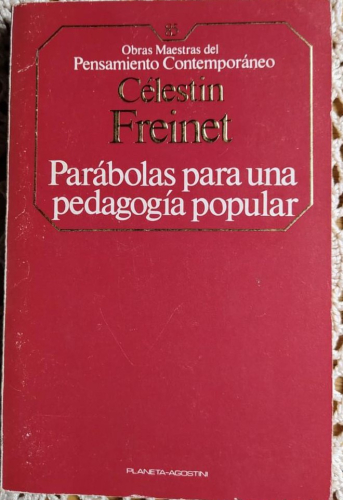 Obras Maestras del
Pensamiento Contemporáneo
Célestin
Freinet
Parábolas para una
pedagogía popular
PLANETA-AGOSTINI